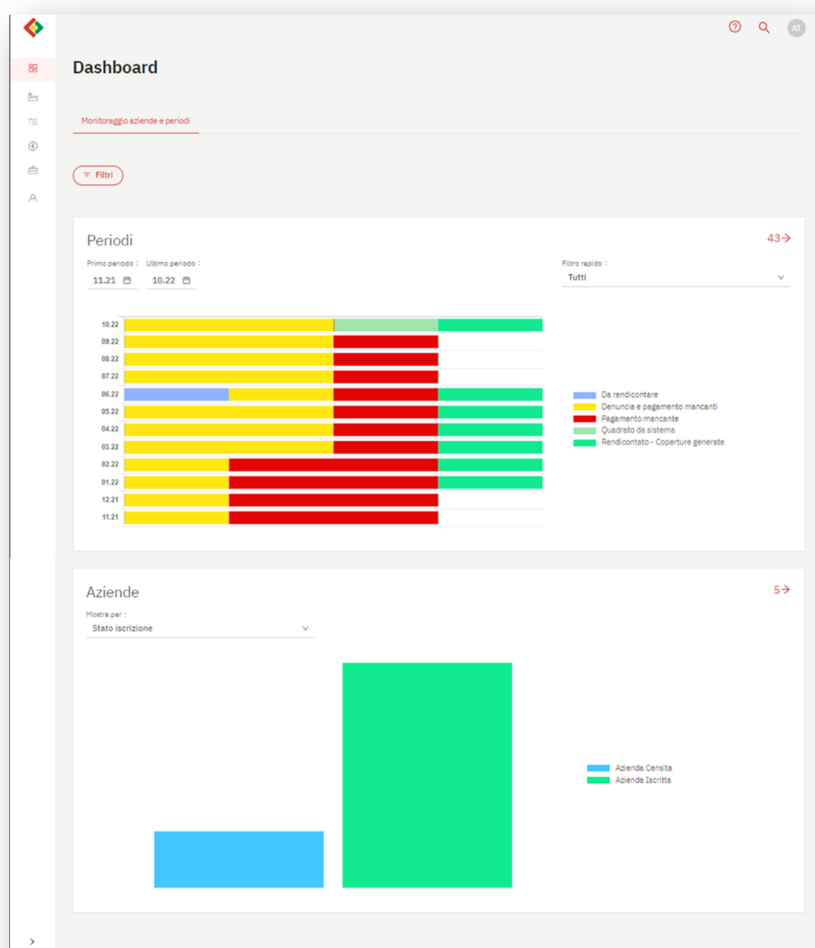 AT
Dashboard
Monitoraggio aziende e periodi
Filtri
Periodi
43→
Primo periodo : Ultimo periodo :
11.21 10.22
Filtro rapido :
Tutti
10.22
09.22
08.22
07.22
06.22
05.22
04.22
03.22
02.22
01.22
12.21
11.21
Da rendicontare
Denuncia e pagamento mancanti
Pagamento mancante
Quadrato da sistema
Rendicontato - Coperture generate
Aziende
5→
Mostra per :
Stato iscrizione
Azienda Censita
Azienda Iscritta